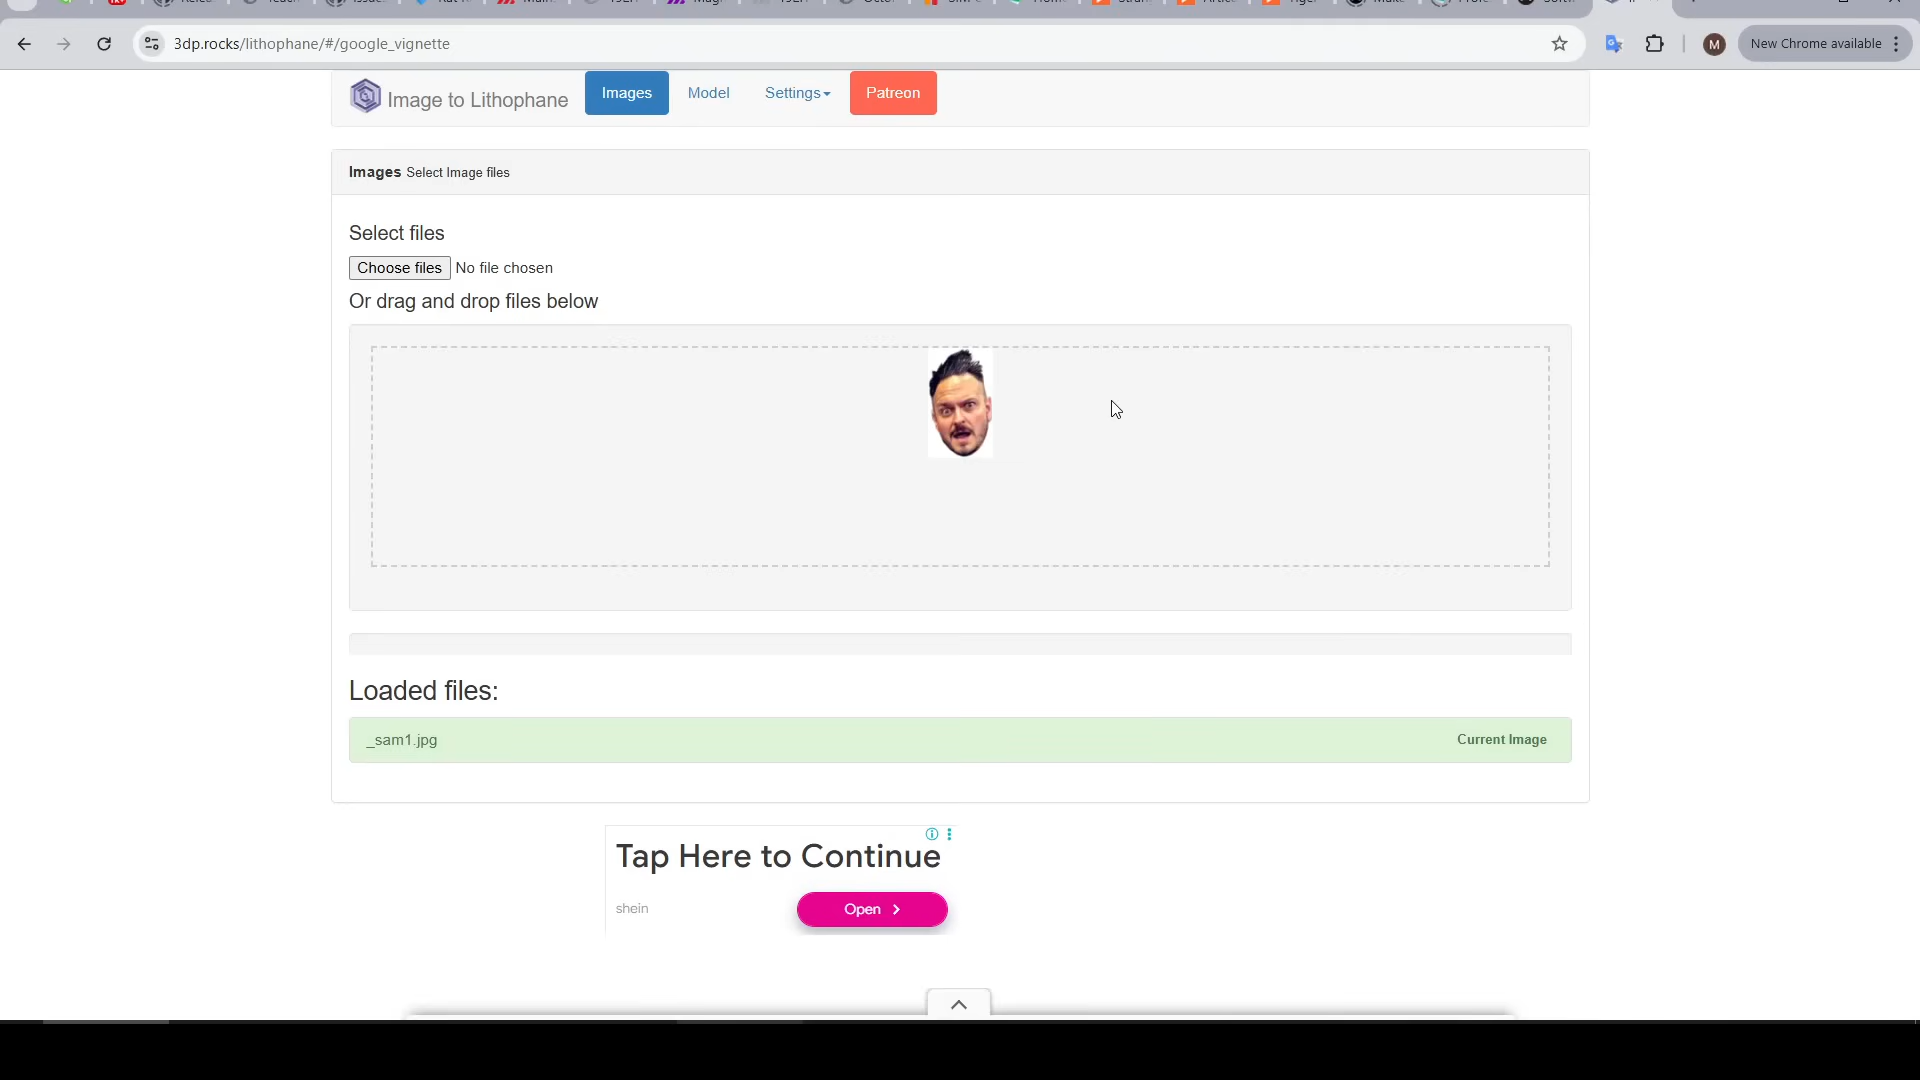 3dp.rocks/lithophane/#/google_vignette
M
New Chrome available
Image to Lithophane
Images
Model
Settings
Patreon
Images Select Image files
Select files
Choose files No file chosen
Or drag and drop files below
Loaded files:
_sam1.jpg
Current Image
Tap Here to Continue
shein
Open